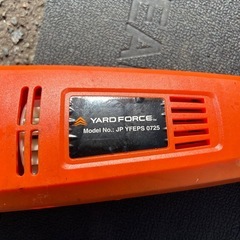 YARD FORCE
Model No.: JP YFEPS 0725